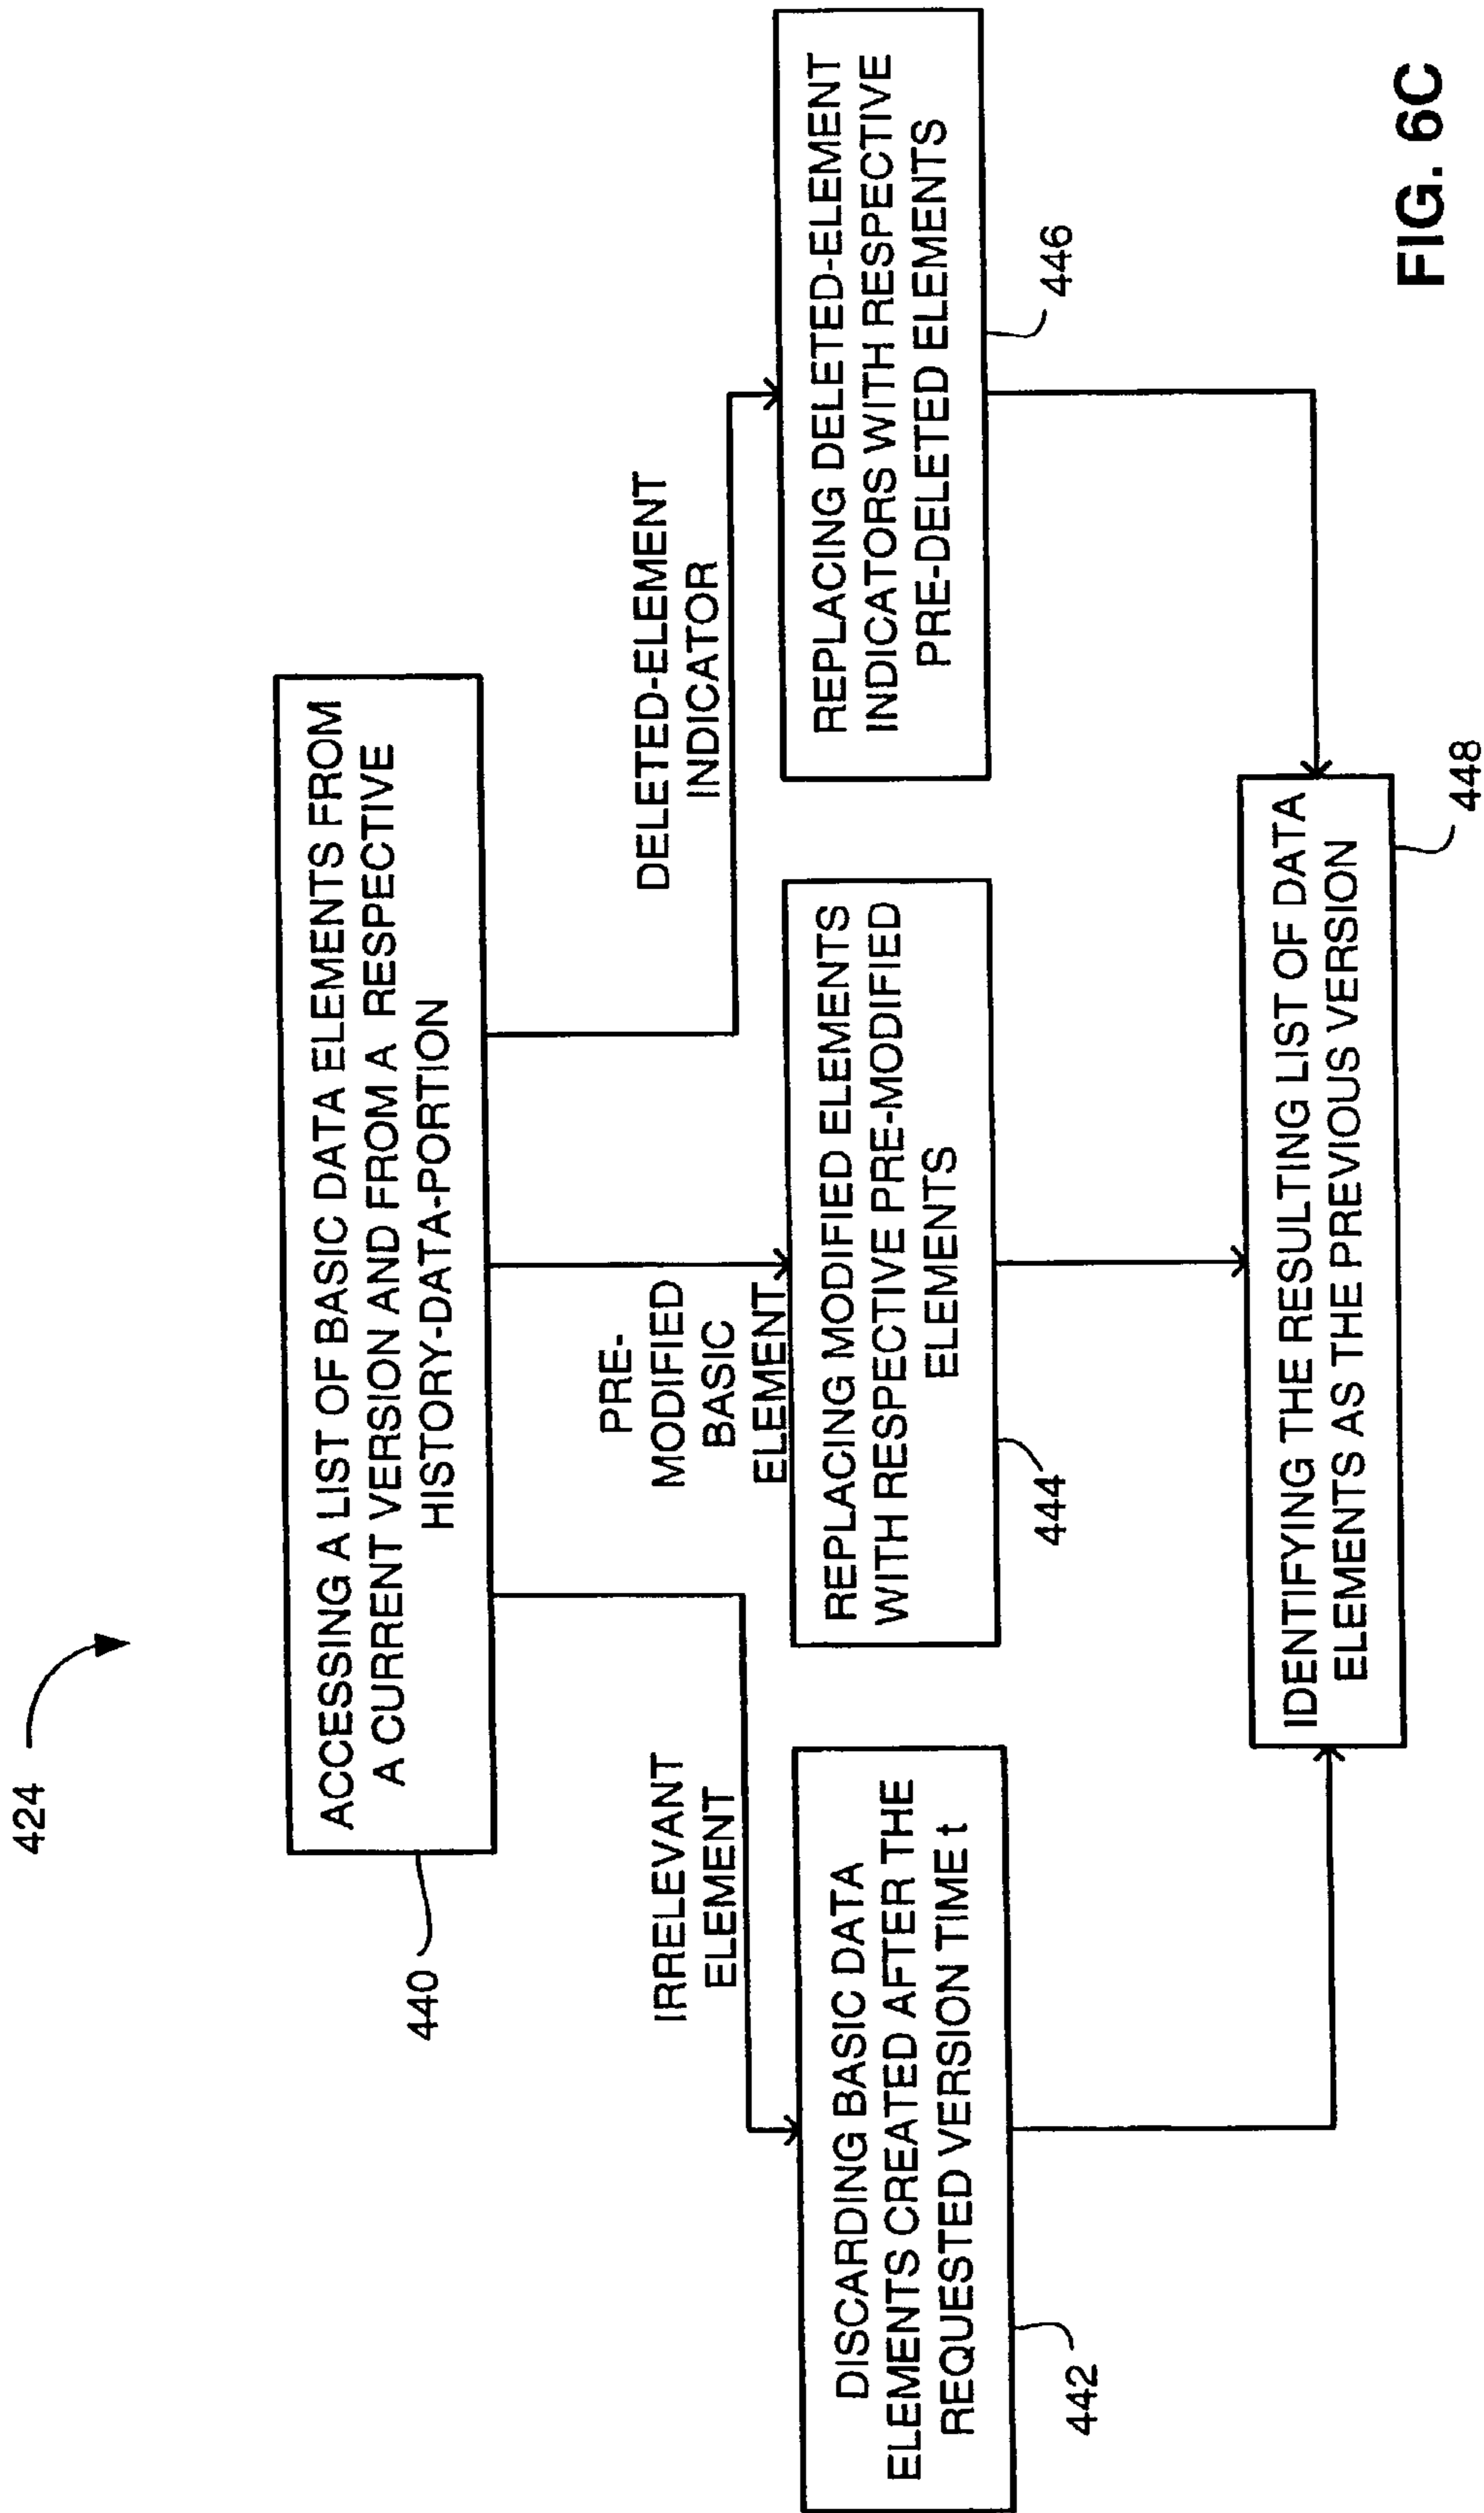 424
ACCESSING A LIST OF BASIC DATA ELEMENTS FROM
A CURRENT VERSION AND FROM A RESPECTIVE
HISTORY-DATA-PORTION
440
IRRELEVANT
ELEMENT
PRE-
MODIFIED
BASIC
ELEMENT
DELETED-ELEMENT
INDICATOR
DISCARDING BASIC DATA
ELEMENTS CREATED AFTER THE
REQUESTED VERSION TIME t
442
REPLACING MODIFIED ELEMENTS
WITH RESPECTIVE PRE-MODIFIED
ELEMENTS
444
REPLACING DELETED-ELEMENT
INDICATORS WITH RESPECTIVE
PRE-DELETED ELEMENTS
446
IDENTIFYING THE RESULTING LIST OF DATA
ELEMENTS AS THE PREVIOUS VERSION
448
FIG. 6C